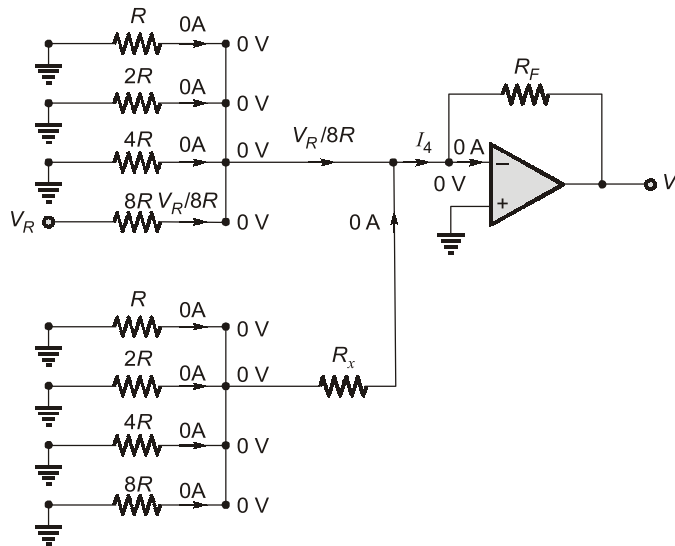 R 0A 0 V
2R 0A 0 V
4R 0A 0 V
V_R 8R V_R/8R 0 V
V_R/8R I_4 0 A
0 V
R_F
− +
V
0 A
R 0A 0 V
2R 0A 0 V
R_x
4R 0A
8R 0A 0 V